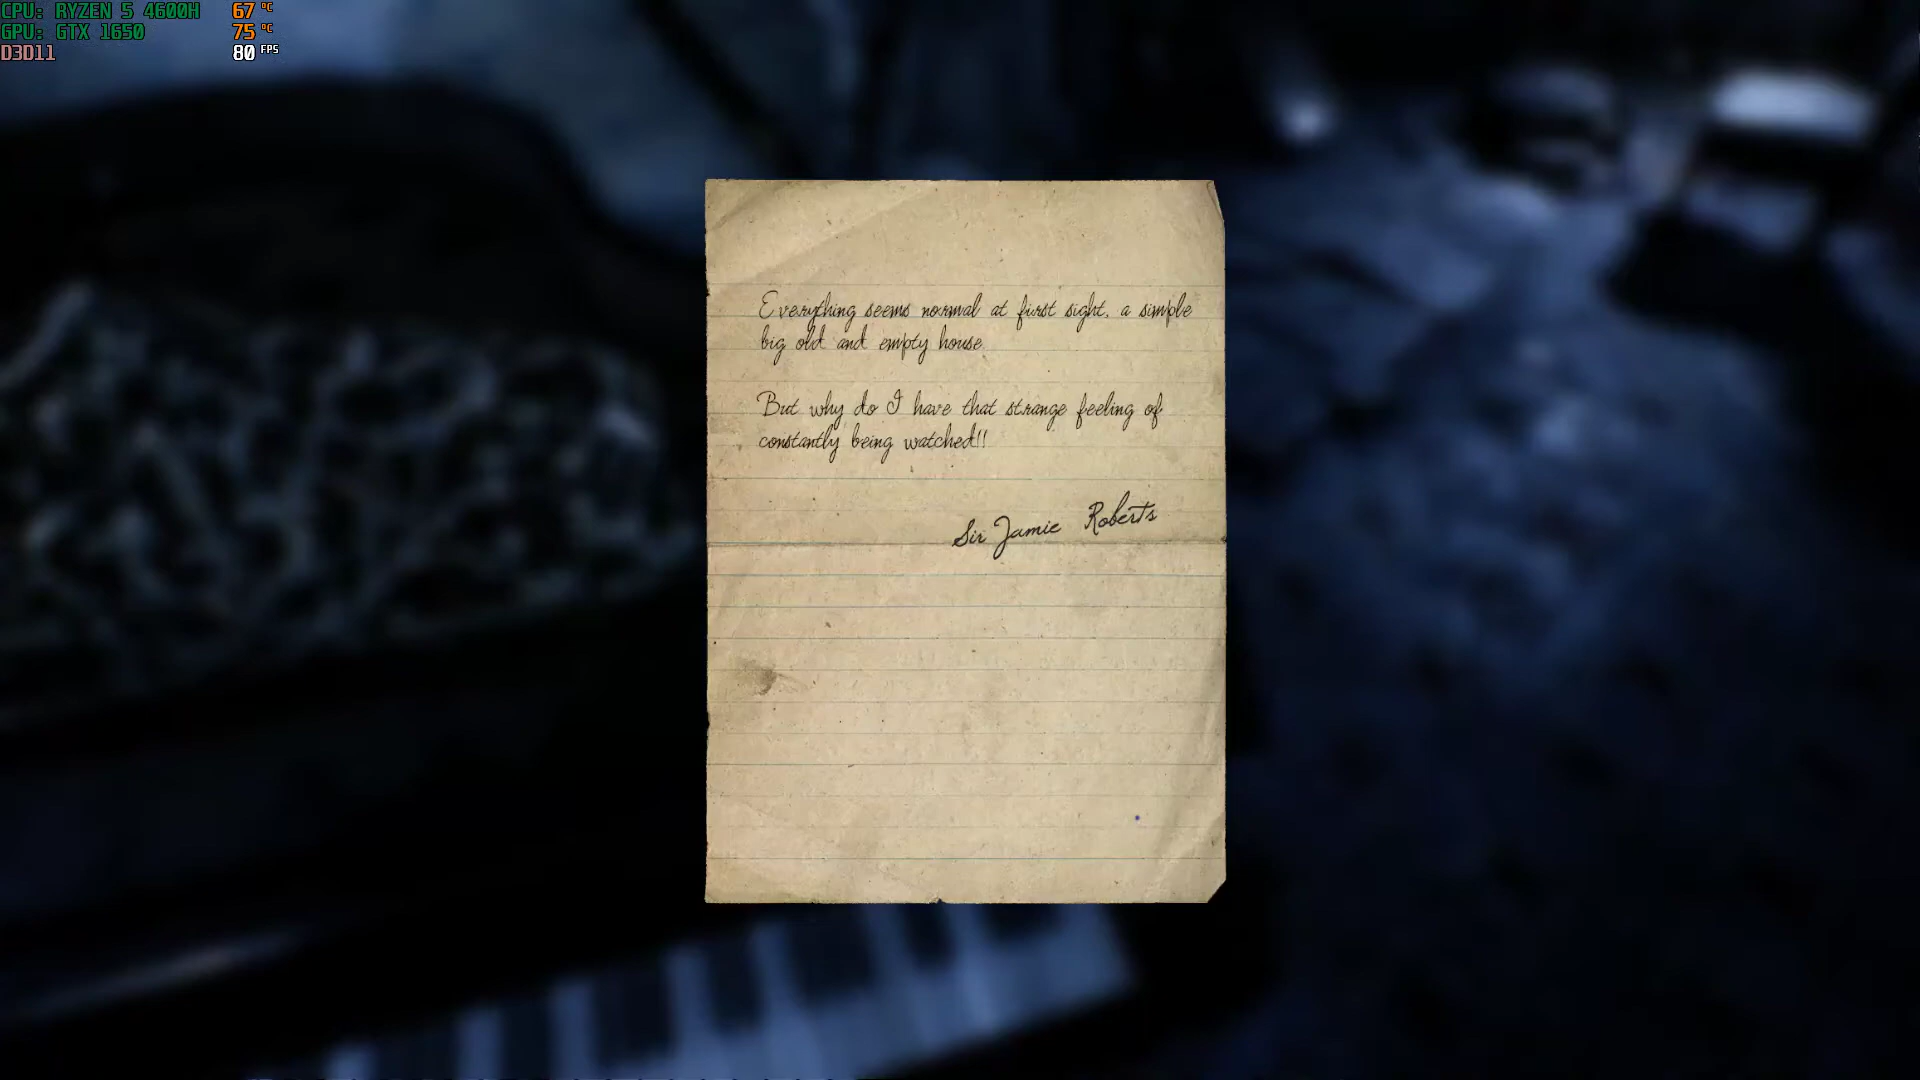 CPU: RYZEN 5 4600H 67 °C
GPU: GTX 1650 75 °C
D3D11 80 FPS
Everything seems normal at first sight, a simple
big old and empty house.
But why do I have that strange feeling of
constantly being watched!!
Sir Jamie Roberts